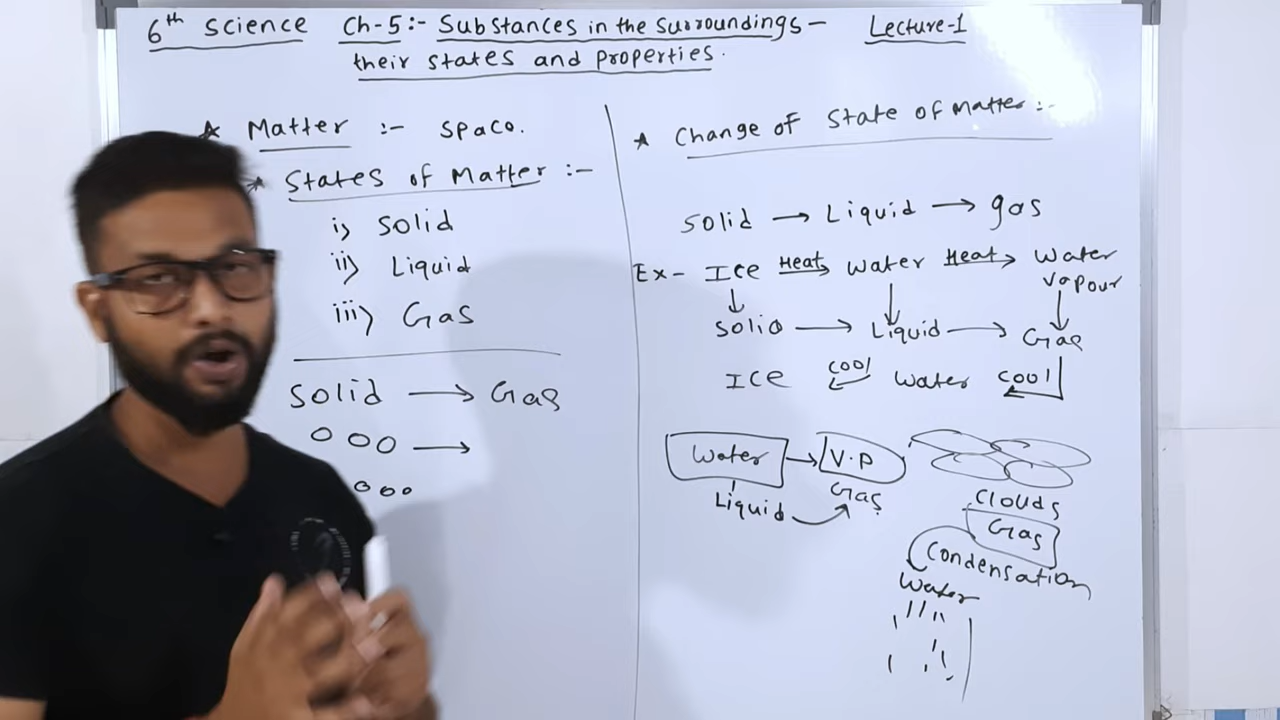 6th Science Ch-5:- Substances in the Surroundings - Lecture-1
their States and Properties.
* Matter :- Space.
* States of Matter :-
i) Solid
ii) Liquid
iii) Gas
Solid → Gas
* Change of State of Matter :-
Solid → Liquid → gas
Ex- Ice Heat→ Water Heat→ Water vapour
Solid → Liquid → Gas
Ice cool Water cool
Water → V.P
Liquid Gas
Clouds
Gas
Condensation
Water